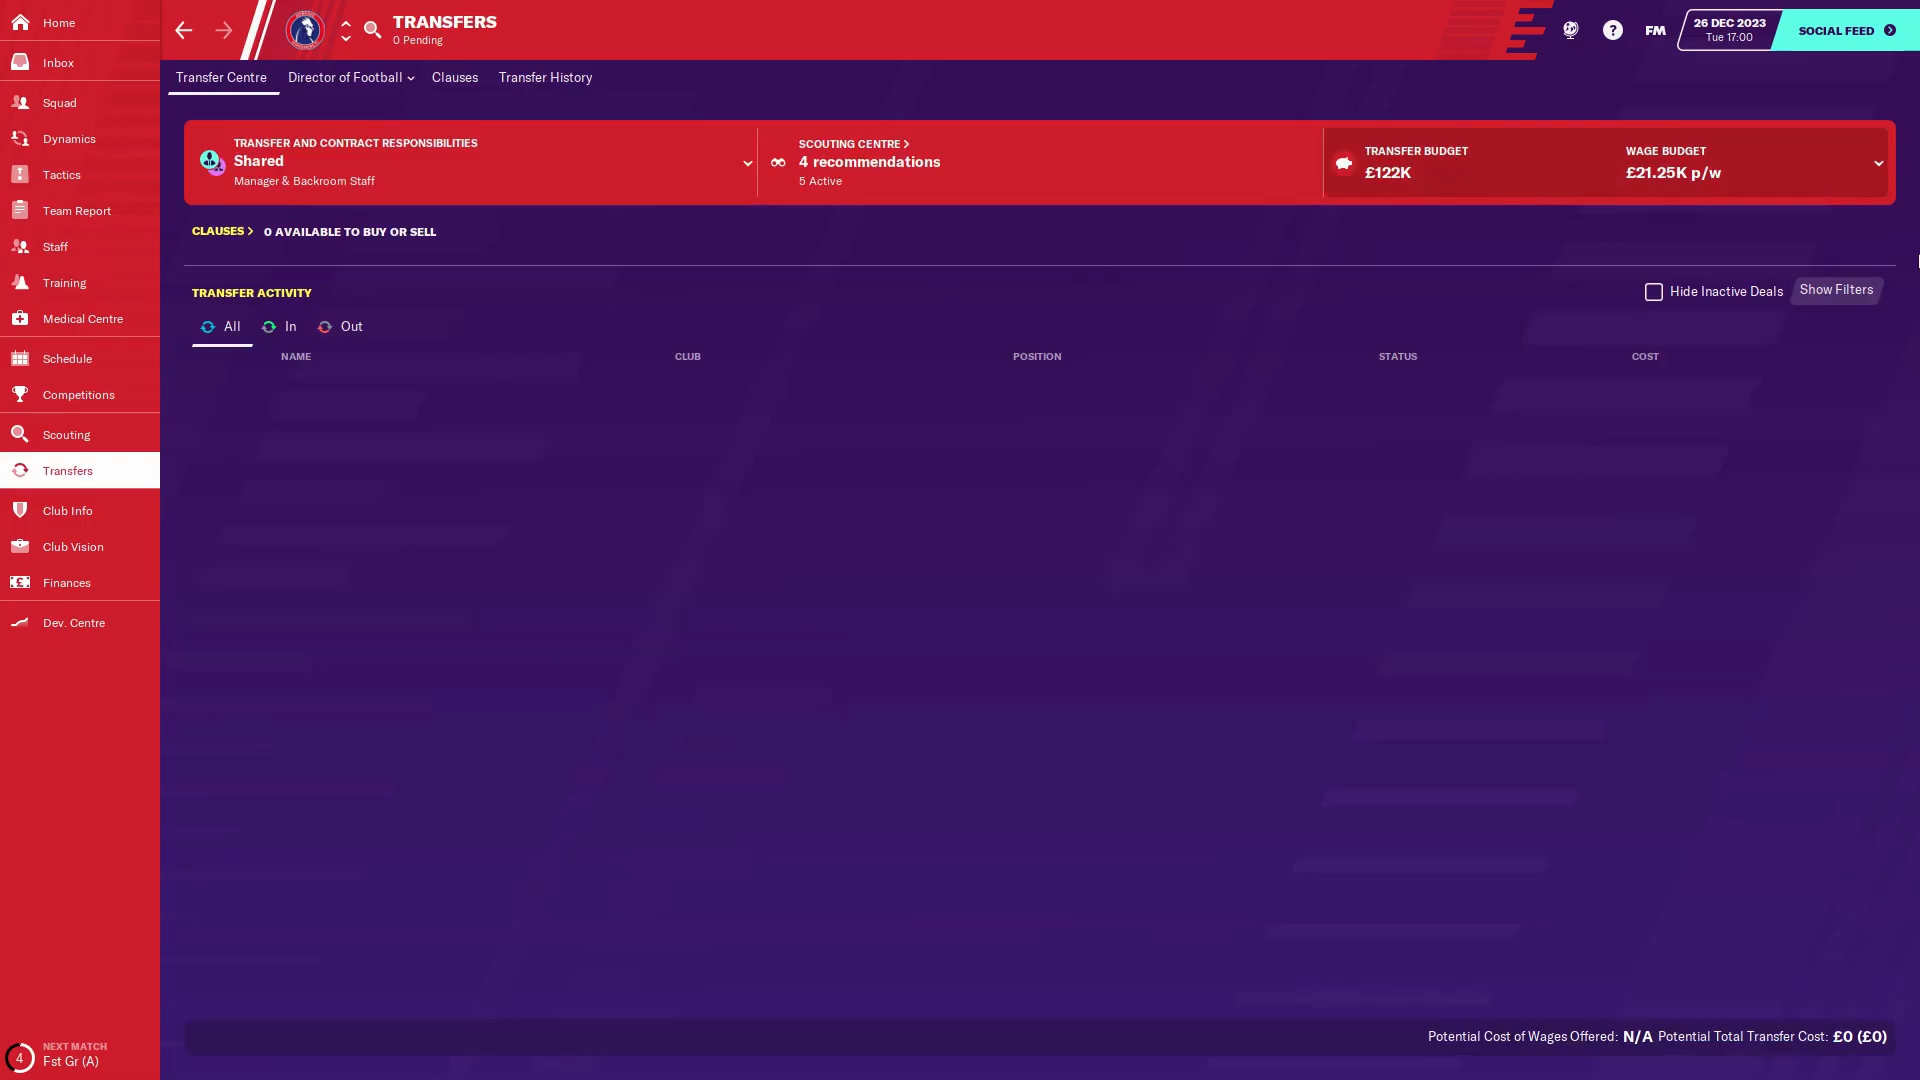 Home
Inbox
Squad
Dynamics
Tactics
Team Report
Staff
Training
Medical Centre
Schedule
Competitions
Scouting
Transfers
Club Info
Club Vision
Finances
Dev. Centre
4
NEXT MATCH
Fst Gr (A)
TRANSFERS
0 Pending
?
FM
26 DEC 2023
Tue 17:00
SOCIAL FEED
Transfer Centre
Director of Football
Clauses
Transfer History
TRANSFER AND CONTRACT RESPONSIBILITIES
Shared
Manager & Backroom Staff
SCOUTING CENTRE >
4 recommendations
5 Active
TRANSFER BUDGET
£122K
WAGE BUDGET
£21.25K p/w
CLAUSES > 0 AVAILABLE TO BUY OR SELL
TRANSFER ACTIVITY
Hide Inactive Deals
Show Filters
All
In
Out
NAME CLUB POSITION STATUS COST
Potential Cost of Wages Offered: N/A Potential Total Transfer Cost: £0 (£0)